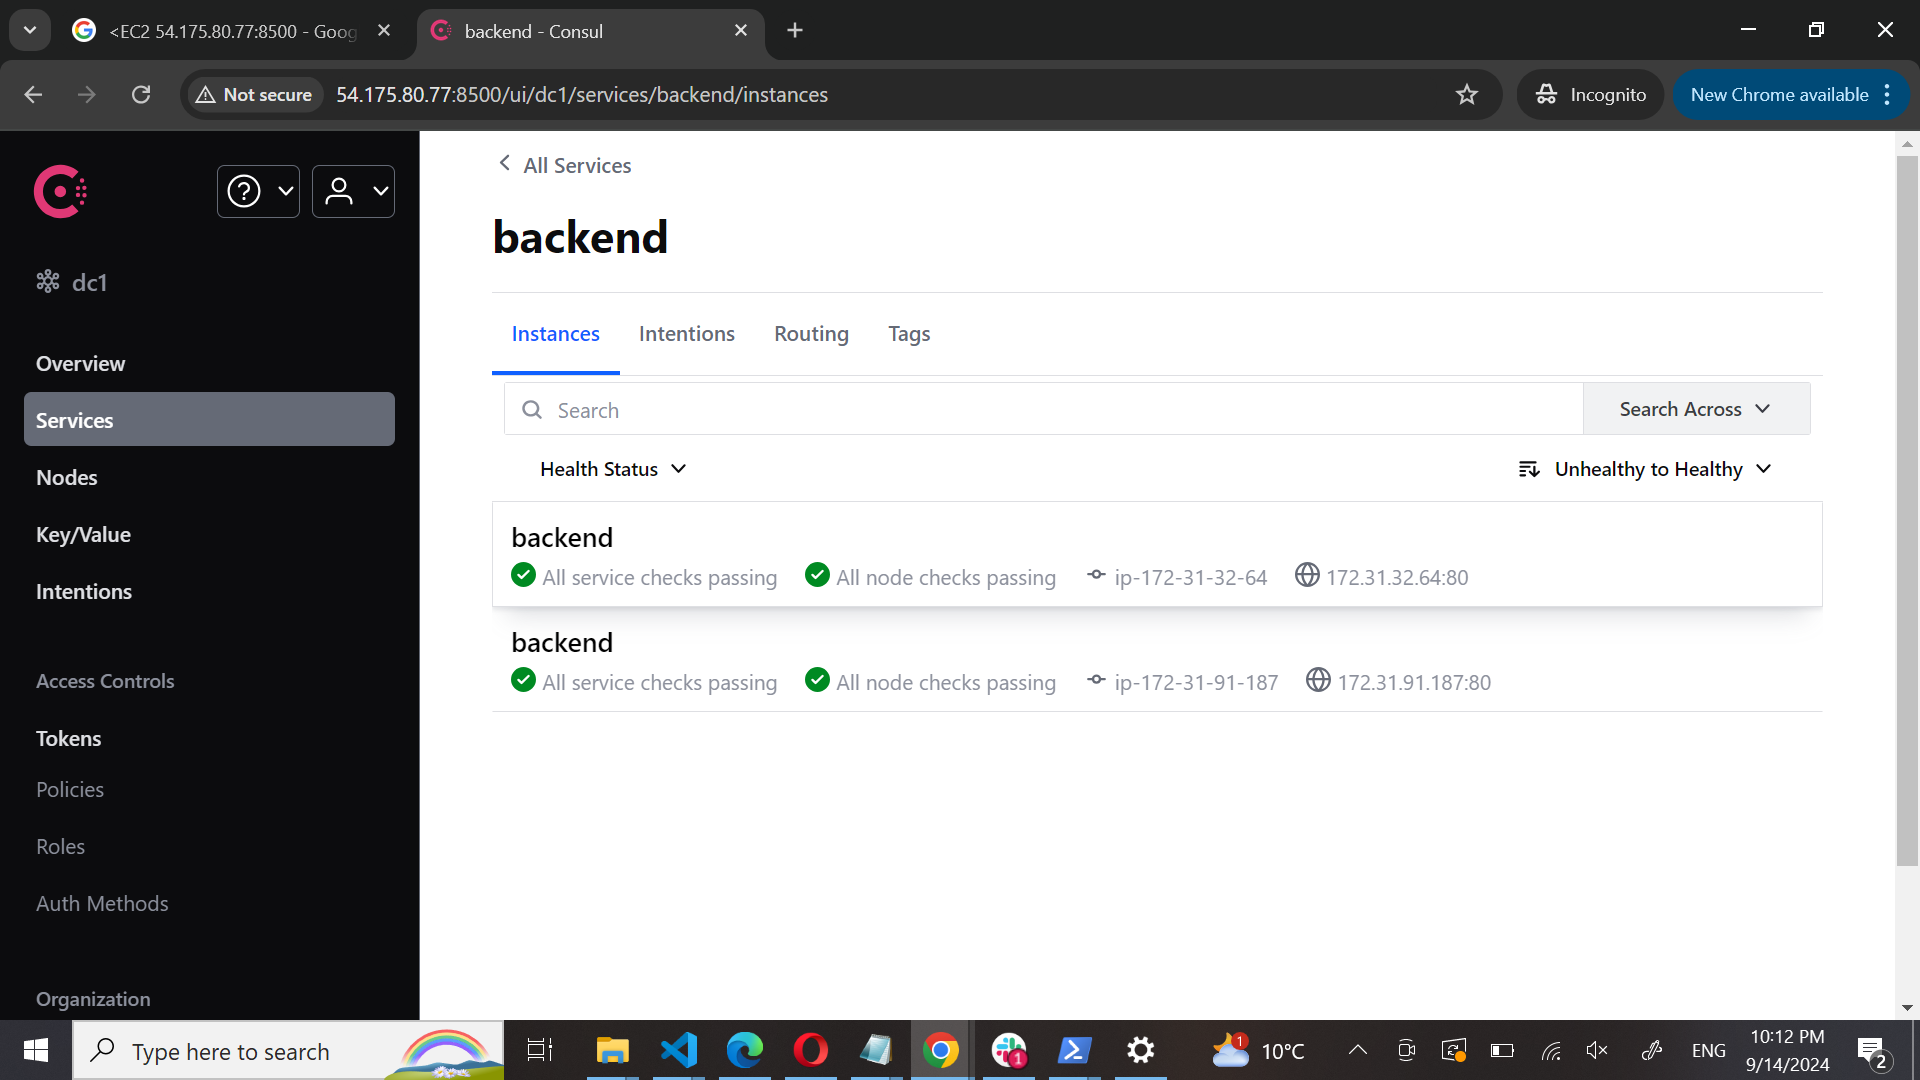 <EC2 54.175.80.77:8500 - Goog
backend - Consul
Not secure
54.175.80.77:8500/ui/dc1/services/backend/instances
Incognito
New Chrome available
dc1
Overview
Services
Nodes
Key/Value
Intentions
Access Controls
Tokens
Policies
Roles
Auth Methods
Organization
All Services
backend
Instances Intentions Routing Tags
Search
Search Across
Health Status
Unhealthy to Healthy
backend
All service checks passing All node checks passing ip-172-31-32-64 172.31.32.64:80
backend
All service checks passing All node checks passing ip-172-31-91-187 172.31.91.187:80
Type here to search
1
1
10°C
ENG
10:12 PM
9/14/2024
2